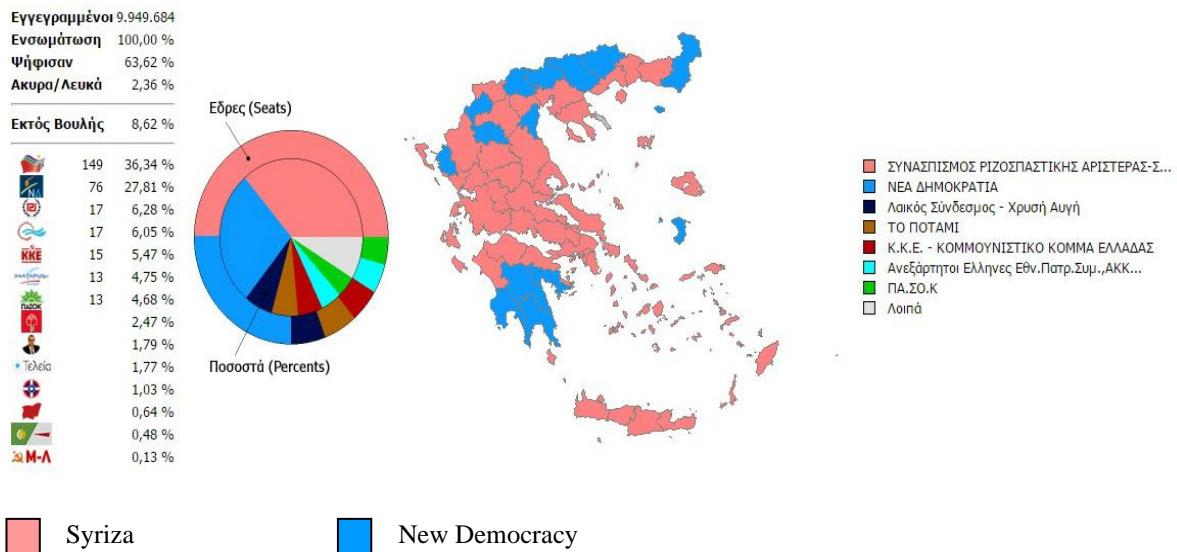 Εγγεγραμμένοι 9.949.684
Ενσωμάτωση 100,00 %
Ψήφισαν 63,62 %
Ακυρα/Λευκά 2,36 %
Εκτός Βουλής 8,62 %
149 36,34 %
ΝΔ 76 27,81 %
17 6,28 %
17 6,05 %
ΚΚΕ 15 5,47 %
13 4,75 %
ΠΑΣΟΚ 13 4,68 %
2,47 %
1,79 %
Τελεία 1,77 %
1,03 %
0,64 %
0,48 %
Μ-Λ 0,13 %
Εδρες (Seats)
Ποσοστά (Percents)
ΣΥΝΑΣΠΙΣΜΟΣ ΡΙΖΟΣΠΑΣΤΙΚΗΣ ΑΡΙΣΤΕΡΑΣ-Σ...
ΝΕΑ ΔΗΜΟΚΡΑΤΙΑ
Λαικός Σύνδεσμος - Χρυσή Αυγή
ΤΟ ΠΟΤΑΜΙ
Κ.Κ.Ε. - ΚΟΜΜΟΥΝΙΣΤΙΚΟ ΚΟΜΜΑ ΕΛΛΑΔΑΣ
Ανεξάρτητοι Ελληνες Εθν.Πατρ.Συμ.,ΑΚΚ...
ΠΑ.ΣΟ.Κ
Λοιπά
Syriza
New Democracy